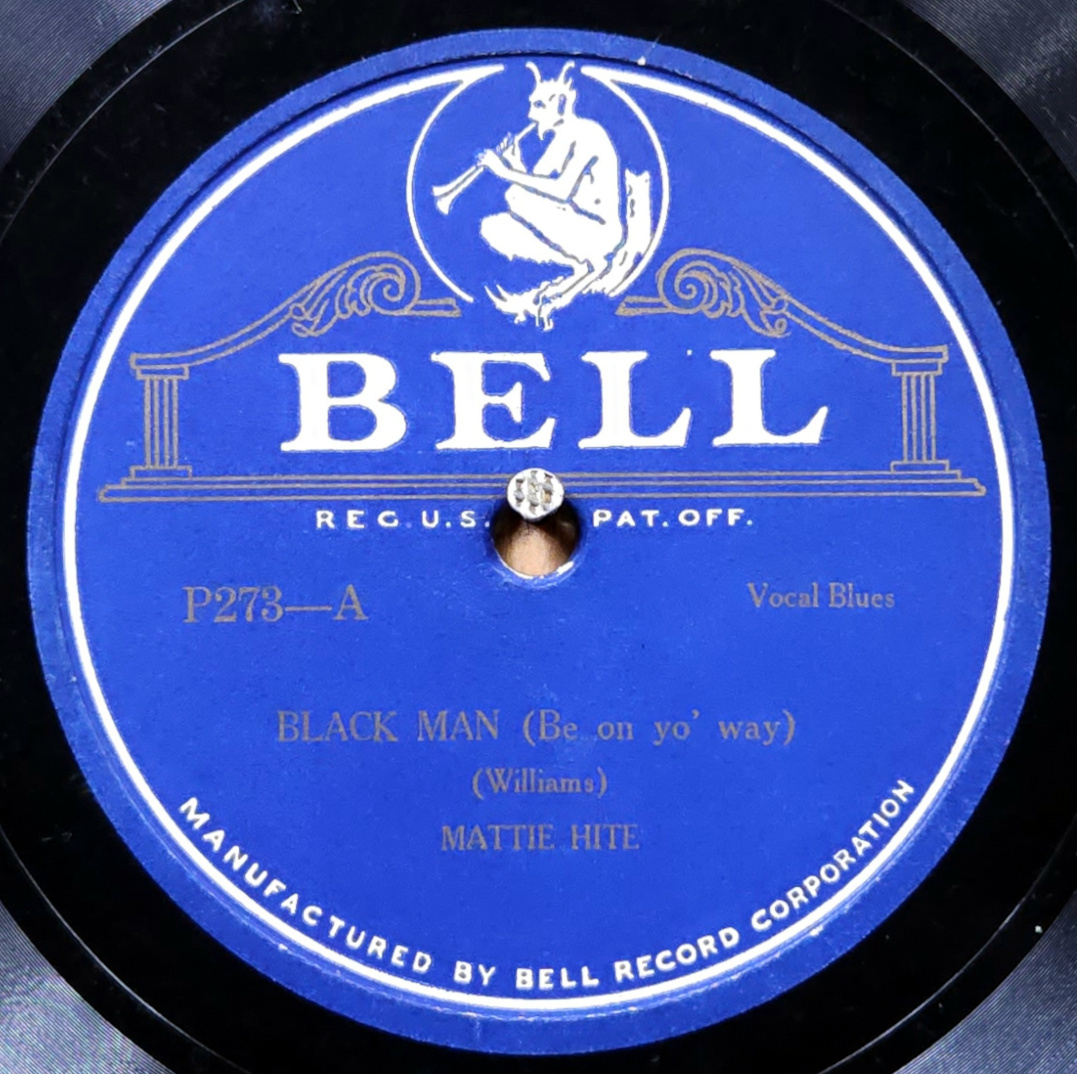 BELL
REG. U.S. PAT. OFF.
P273—A
Vocal Blues
BLACK MAN (Be on yo' way)
(Williams)
MATTIE HITE
MANUFACTURED BY BELL RECORD CORPORATION